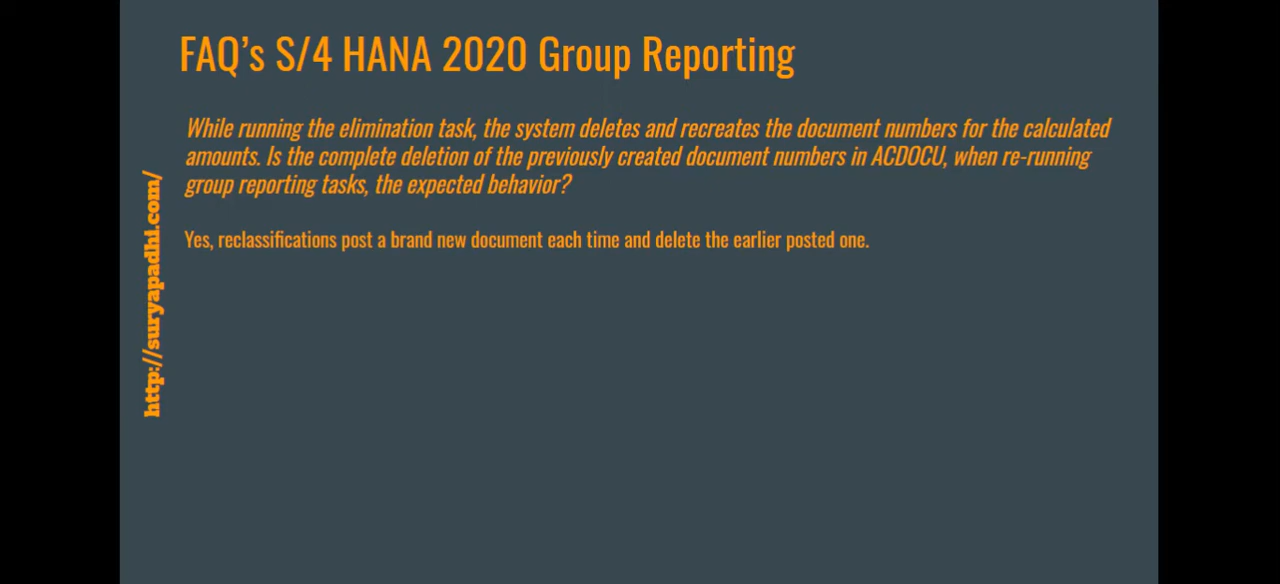 FAQ's S/4 HANA 2020 Group Reporting
While running the elimination task, the system deletes and recreates the document numbers for the calculated
amounts. Is the complete deletion of the previously created document numbers in ACDOCU, when re-running
group reporting tasks, the expected behavior?
Yes, reclassifications post a brand new document each time and delete the earlier posted one.
http://suryapadhi.com/